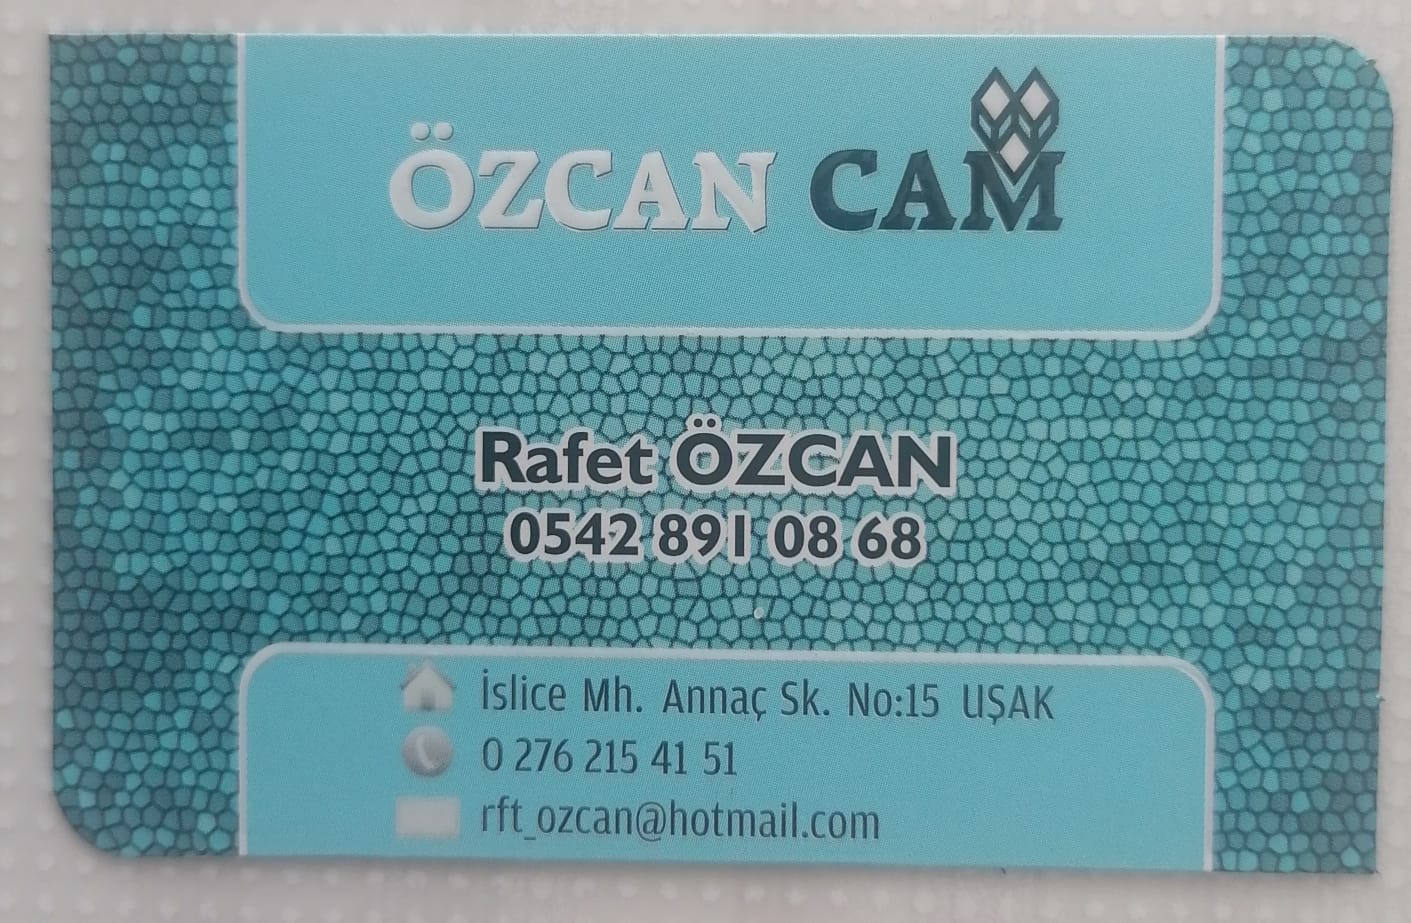 ÖZCAN CAM
Rafet ÖZCAN
0542 891 08 68
İslice Mh. Annaç Sk. No:15 UŞAK
0 276 215 41 51
rft_ozcan@hotmail.com